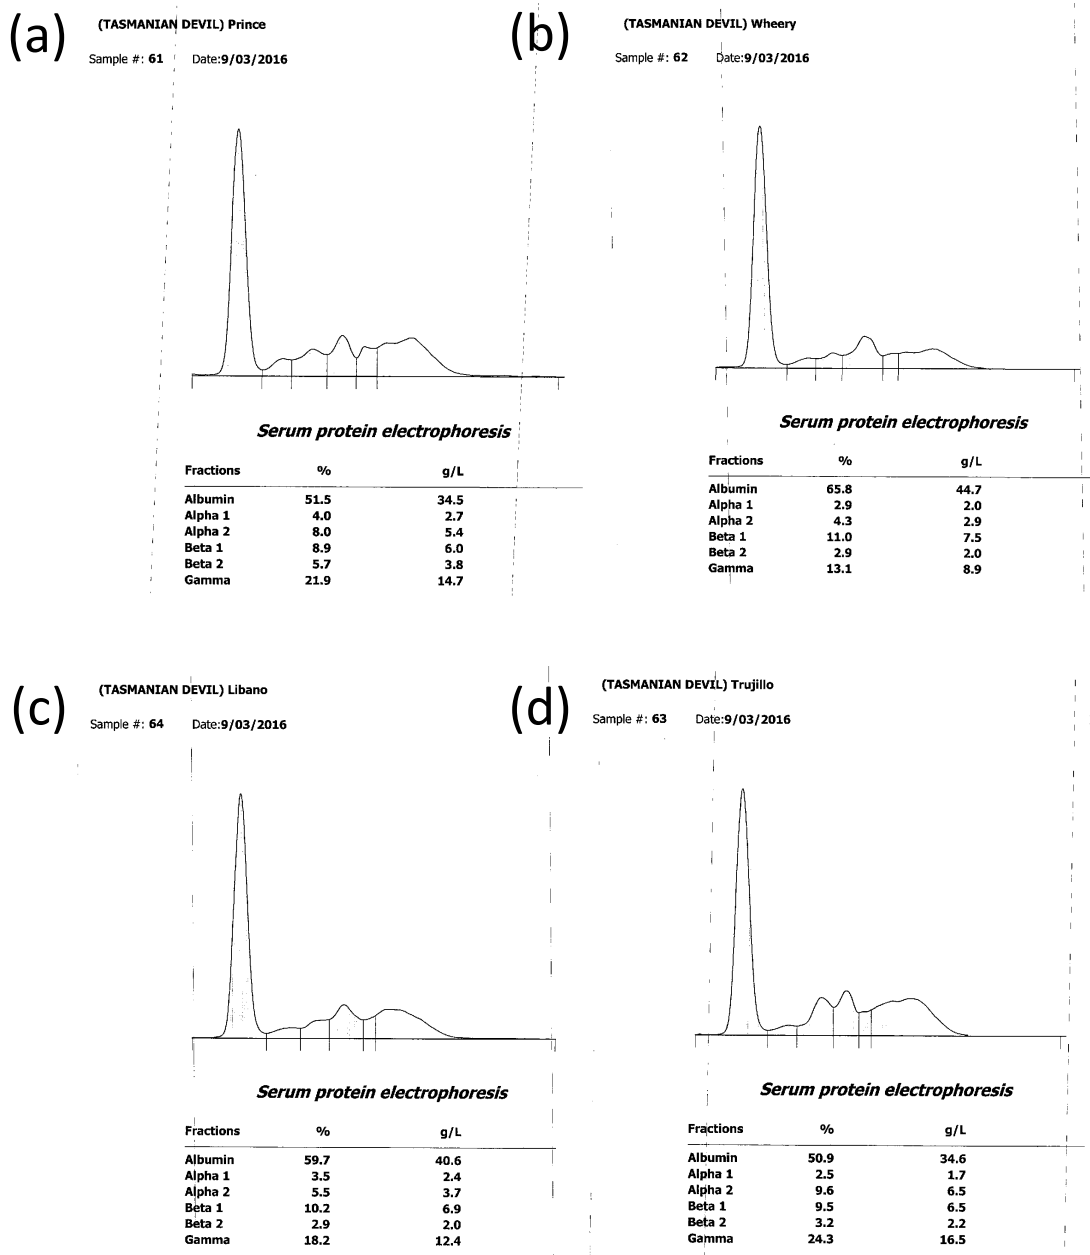 (a)
(TASMANIAN DEVIL) Prince
Sample #: 61 Date:9/03/2016
Serum protein electrophoresis
Fractions % g/L
Albumin 51.5 34.5
Alpha 1 4.0 2.7
Alpha 2 8.0 5.4
Beta 1 8.9 6.0
Beta 2 5.7 3.8
Gamma 21.9 14.7
(b)
(TASMANIAN DEVIL) Wheery
Sample #: 62 Date:9/03/2016
Serum protein electrophoresis
Fractions % g/L
Albumin 65.8 44.7
Alpha 1 2.9 2.0
Alpha 2 4.3 2.9
Beta 1 11.0 7.5
Beta 2 2.9 2.0
Gamma 13.1 8.9
(c)
(TASMANIAN DEVIL) Libano
Sample #: 64 Date:9/03/2016
Serum protein electrophoresis
Fractions % g/L
Albumin 59.7 40.6
Alpha 1 3.5 2.4
Alpha 2 5.5 3.7
Beta 1 10.2 6.9
Beta 2 2.9 2.0
Gamma 18.2 12.4
(d)
(TASMANIAN DEVIL) Trujillo
Sample #: 63 Date:9/03/2016
Serum protein electrophoresis
Fractions % g/L
Albumin 50.9 34.6
Alpha 1 2.5 1.7
Alpha 2 9.6 6.5
Beta 1 9.5 6.5
Beta 2 3.2 2.2
Gamma 24.3 16.5